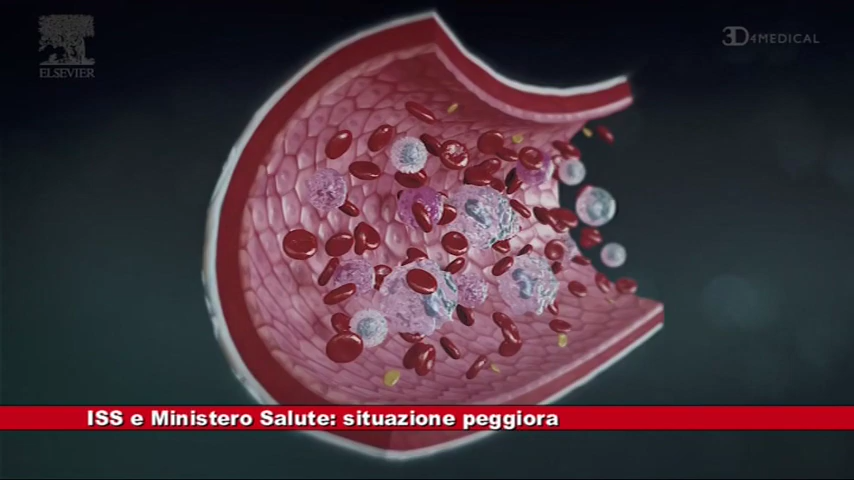 ELSEVIER
3D4MEDICAL
ISS e Ministero Salute: situazione peggiora